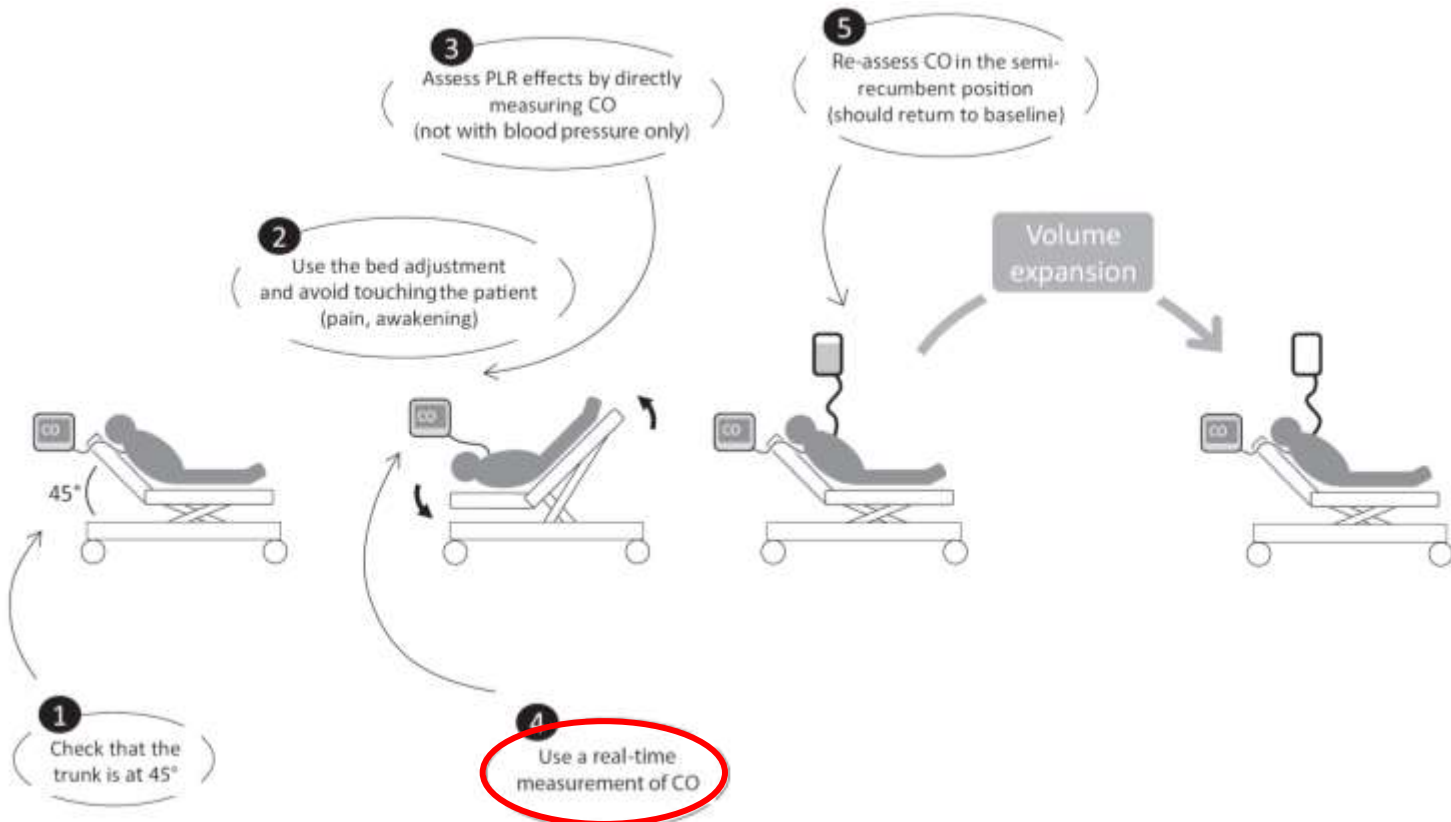 3
Assess PLR effects by directly
measuring CO
(not with blood pressure only)
5
Re-assess CO in the semi-
recumbent position
(should return to baseline)
2
Use the bed adjustment
and avoid touching the patient
(pain, awakening)
Volume
expansion
CO
45°
CO
CO
CO
1
Check that the
trunk is at 45°
4
Use a real-time
measurement of CO